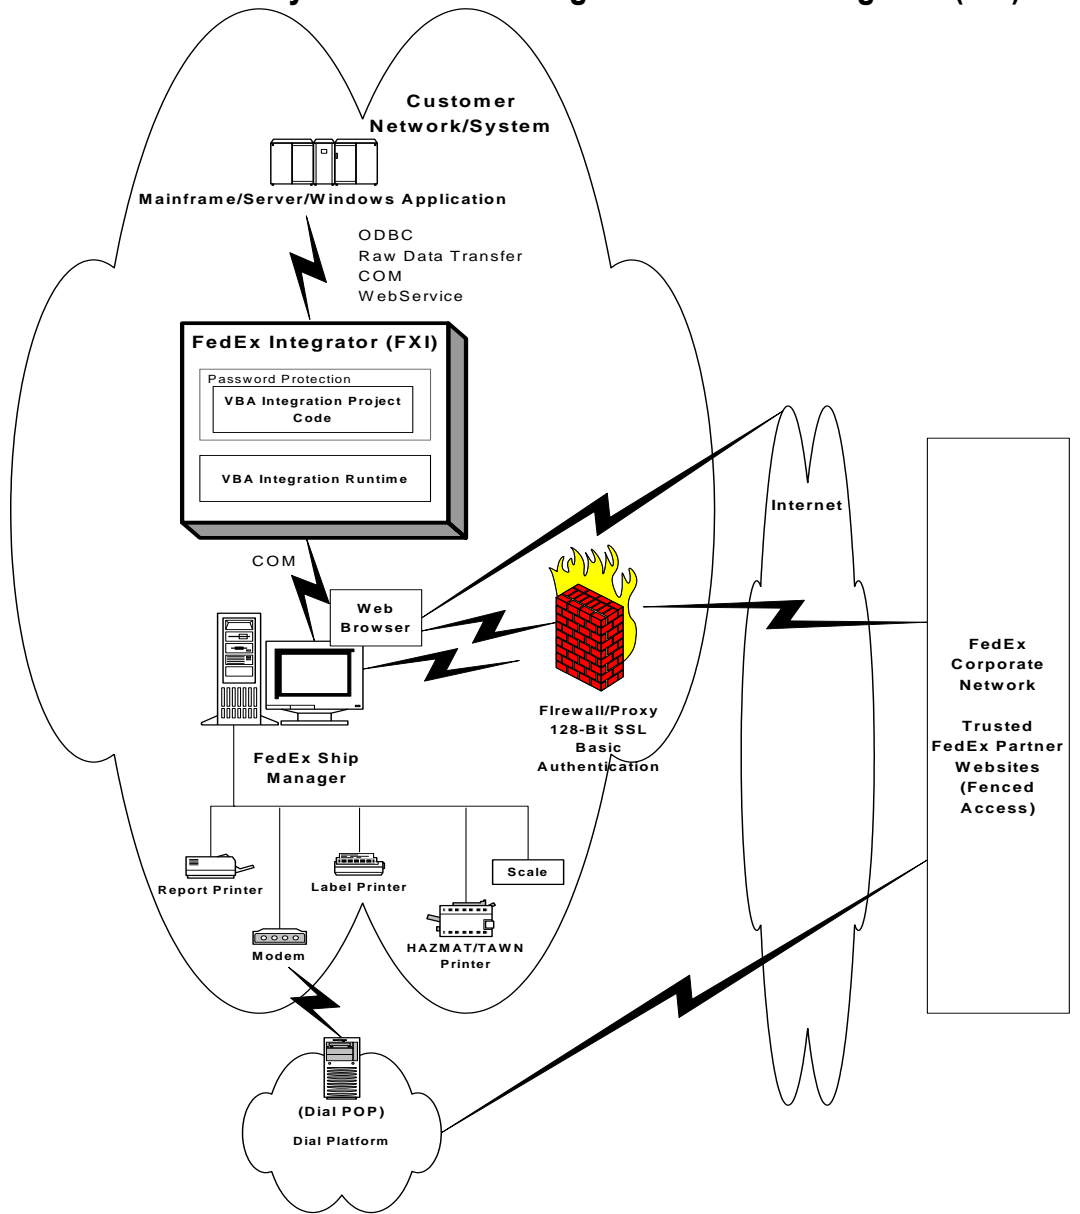 Customer
Network/System
Mainframe/Server/Windows Application
ODBC
Raw Data Transfer
COM
WebService
FedEx Integrator (FXI)
Password Protection
VBA Integration Project
Code
VBA Integration Runtime
COM
Web
Browser
Internet
FIrewall/Proxy
128-Bit SSL
Basic
Authentication
FedEx
Corporate
Network
Trusted
FedEx Partner
Websites
(Fenced
Access)
FedEx Ship
Manager
Report Printer
Label Printer
Scale
Modem
HAZMAT/TAWN
Printer
(Dial POP)
Dial Platform